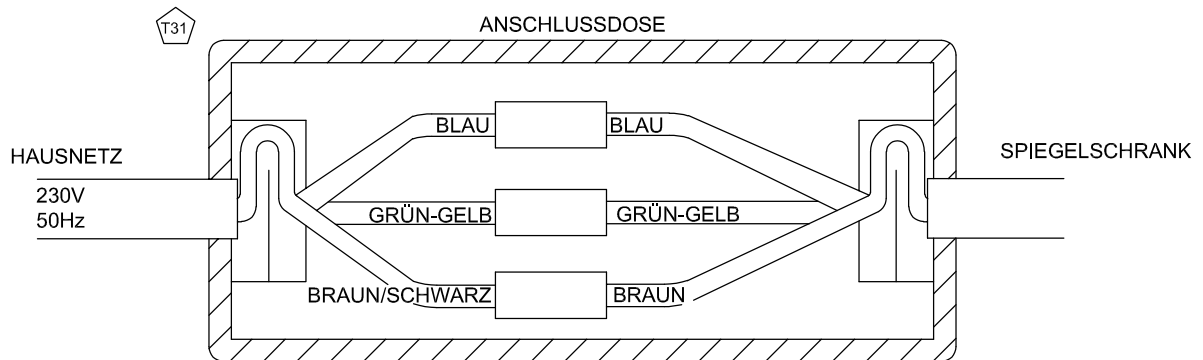 T31
ANSCHLUSSDOSE
BLAU
BLAU
HAUSNETZ
SPIEGELSCHRANK
230V
50Hz
GRÜN-GELB
GRÜN-GELB
BRAUN/SCHWARZ
BRAUN